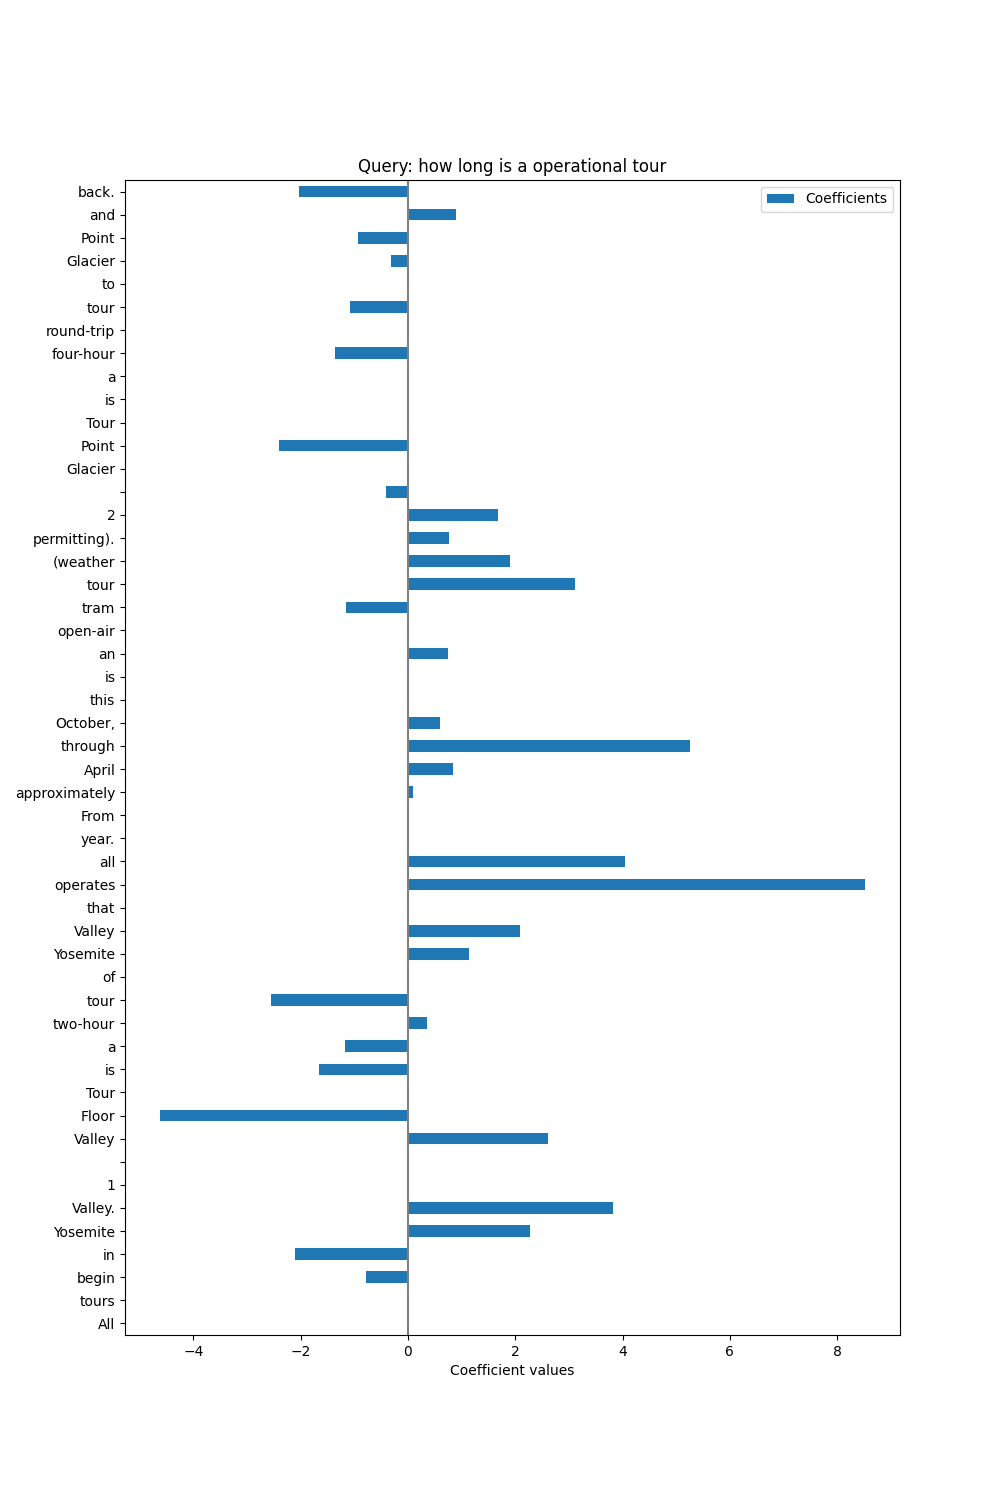 Query: how long is a operational tour
Coefficients
back.
and
Point
Glacier
to
tour
round-trip
four-hour
a
is
Tour
Point
Glacier
2
permitting).
(weather
tour
tram
open-air
an
is
this
October,
through
April
approximately
From
year.
all
operates
that
Valley
Yosemite
of
tour
two-hour
a
is
Tour
Floor
Valley
1
Valley.
Yosemite
in
begin
tours
All
−4 −2 0 2 4 6 8
Coefficient values